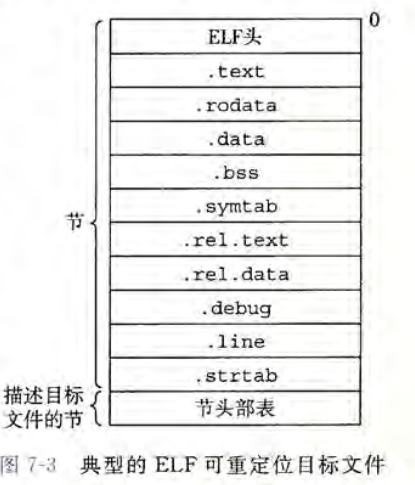 0
ELF头
.text
.rodata
.data
.bss
.symtab
.rel.text
.rel.data
.debug
.line
.strtab
节头部表
节
描述目标
文件的节
图 7-3 典型的 ELF 可重定位目标文件